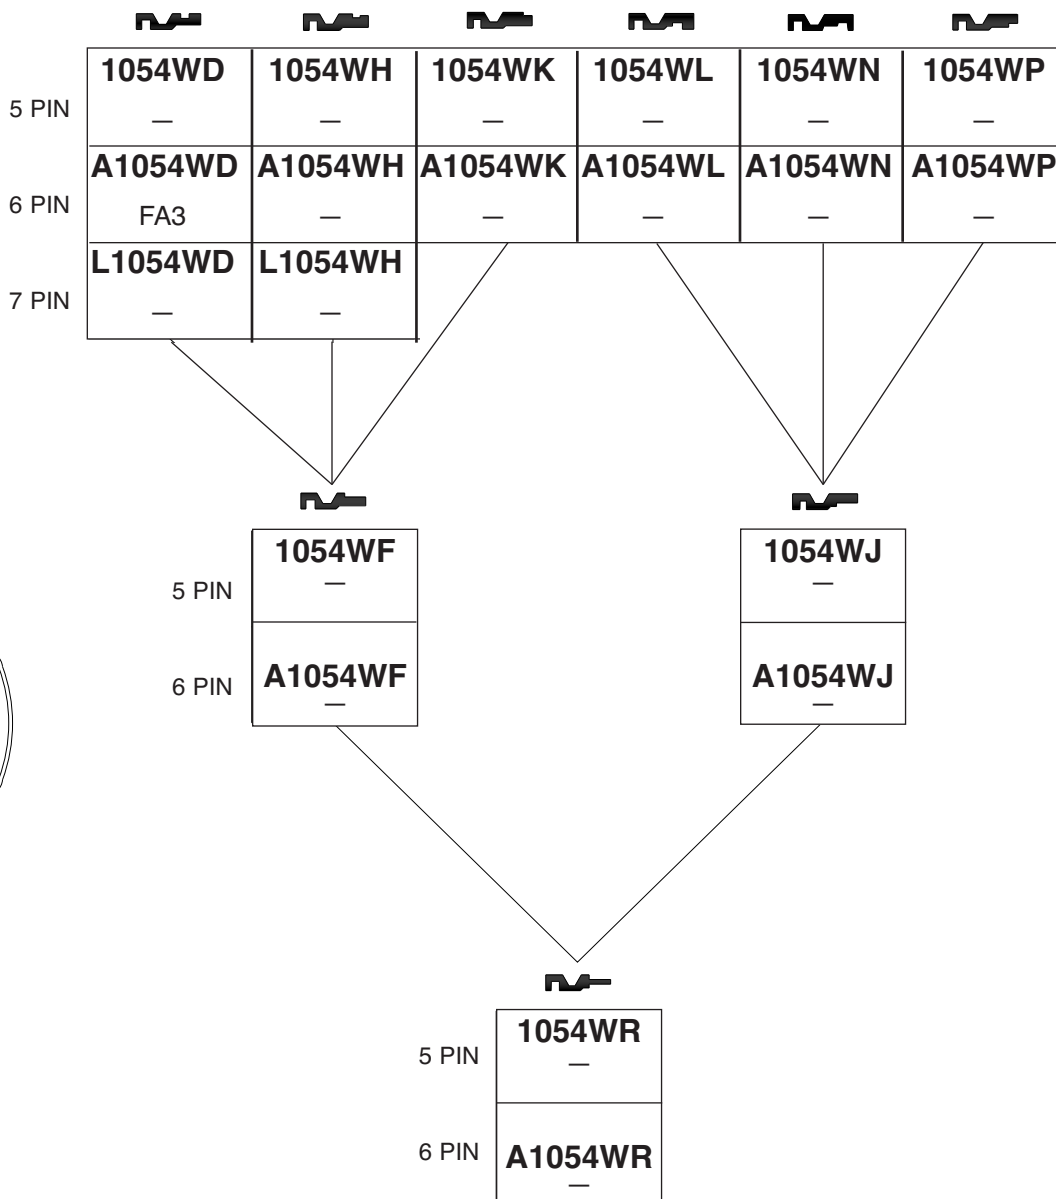 1054WD 1054WH 1054WK 1054WL 1054WN 1054WP
5 PIN — — — — — —
A1054WD A1054WH A1054WK A1054WL A1054WN A1054WP
6 PIN FA3 — — — — —
L1054WD L1054WH
7 PIN — —
1054WF 1054WJ
5 PIN — —
6 PIN A1054WF A1054WJ
— —
1054WR
5 PIN —
6 PIN A1054WR
—